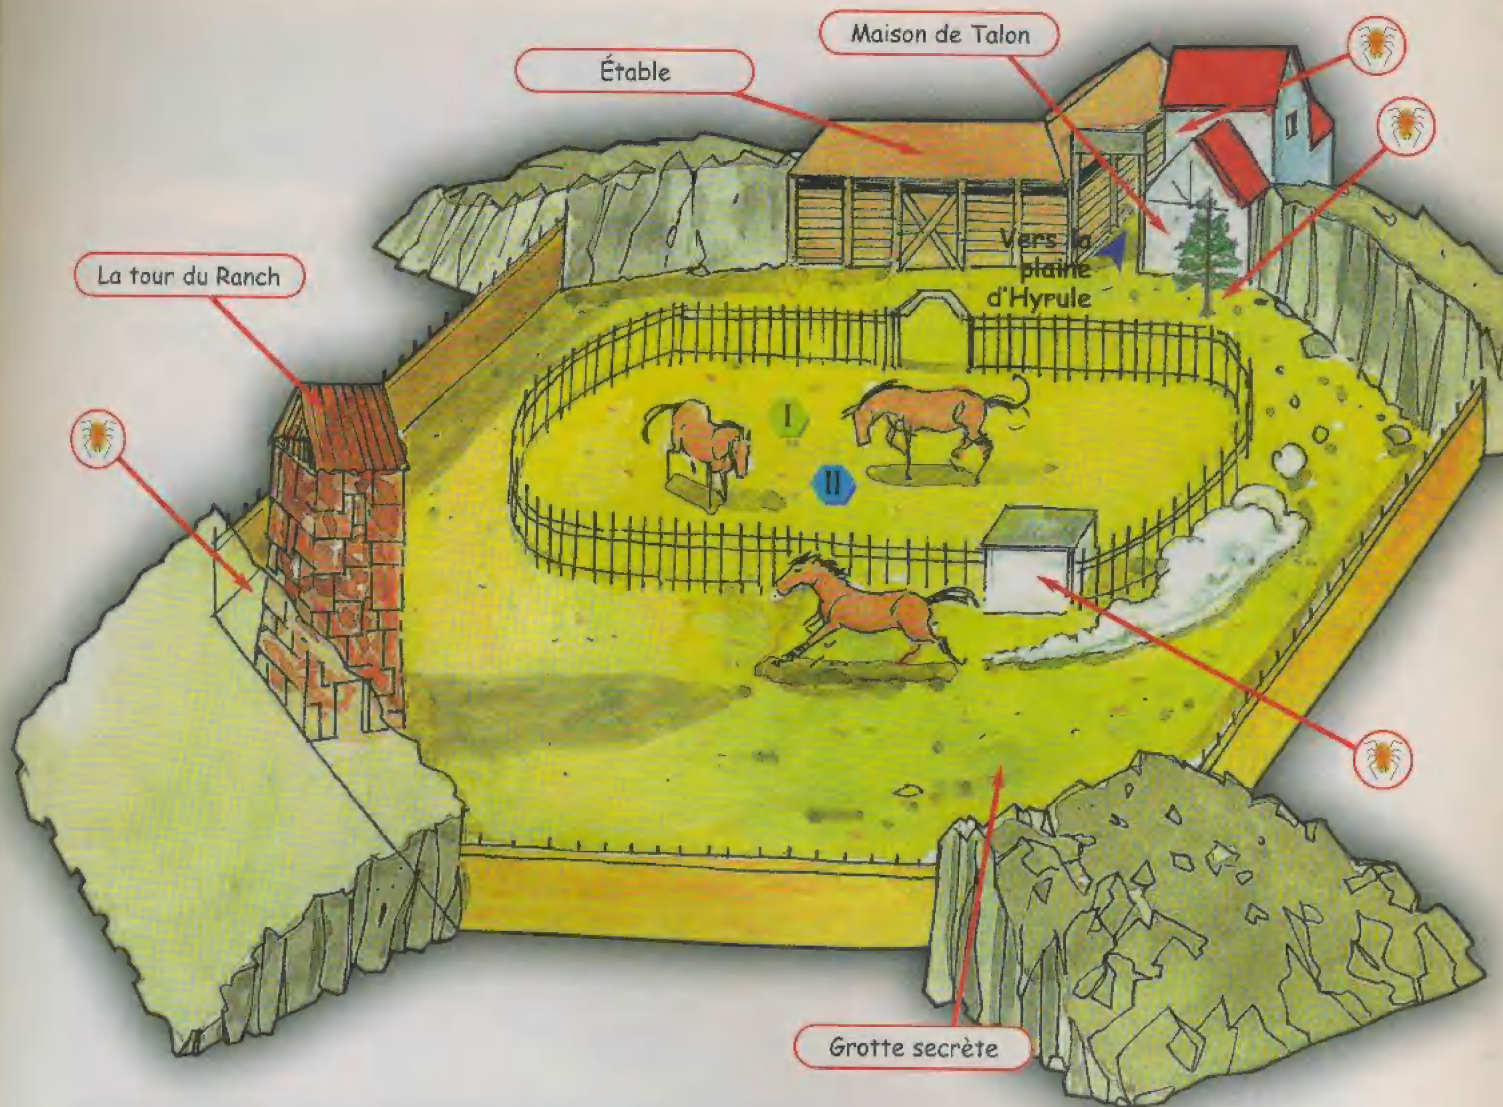 Maison de Talon
Étable
Vers la
plaine
d'Hyrule
La tour du Ranch
I
II
Grotte secrète